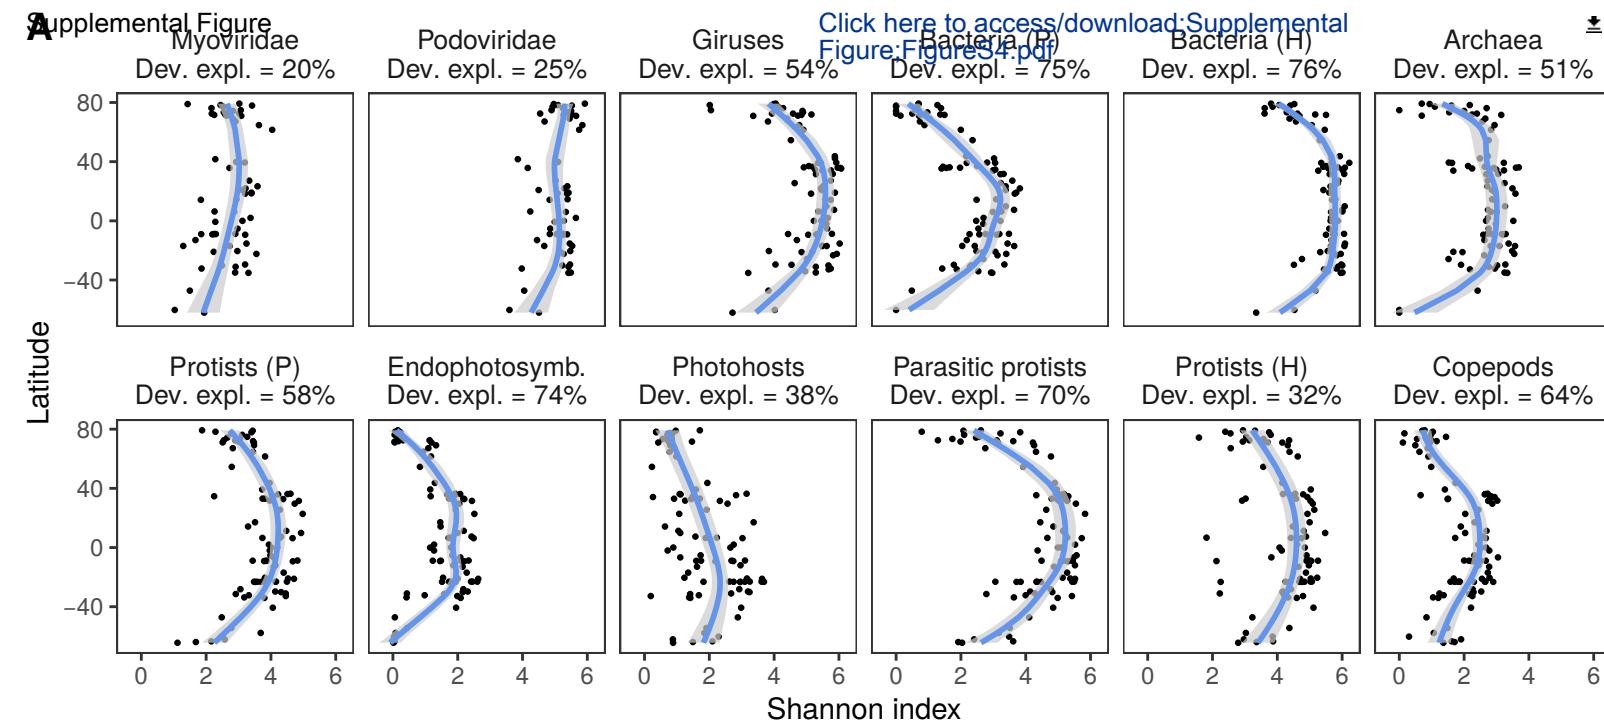 Supplemental Figure
Click here to access/download;Supplemental
Figure;FigureS4.pdf
A
Myoviridae
Dev. expl. = 20%
Podoviridae
Dev. expl. = 25%
Giruses
Dev. expl. = 54%
Bacteria (P)
Dev. expl. = 75%
Bacteria (H)
Dev. expl. = 76%
Archaea
Dev. expl. = 51%
80
40
0
−40
Latitude
Protists (P)
Dev. expl. = 58%
Endophotosymb.
Dev. expl. = 74%
Photohosts
Dev. expl. = 38%
Parasitic protists
Dev. expl. = 70%
Protists (H)
Dev. expl. = 32%
Copepods
Dev. expl. = 64%
80
40
0
−40
0 2 4 6
0 2 4 6
0 2 4 6
0 2 4 6
0 2 4 6
0 2 4 6
Shannon index